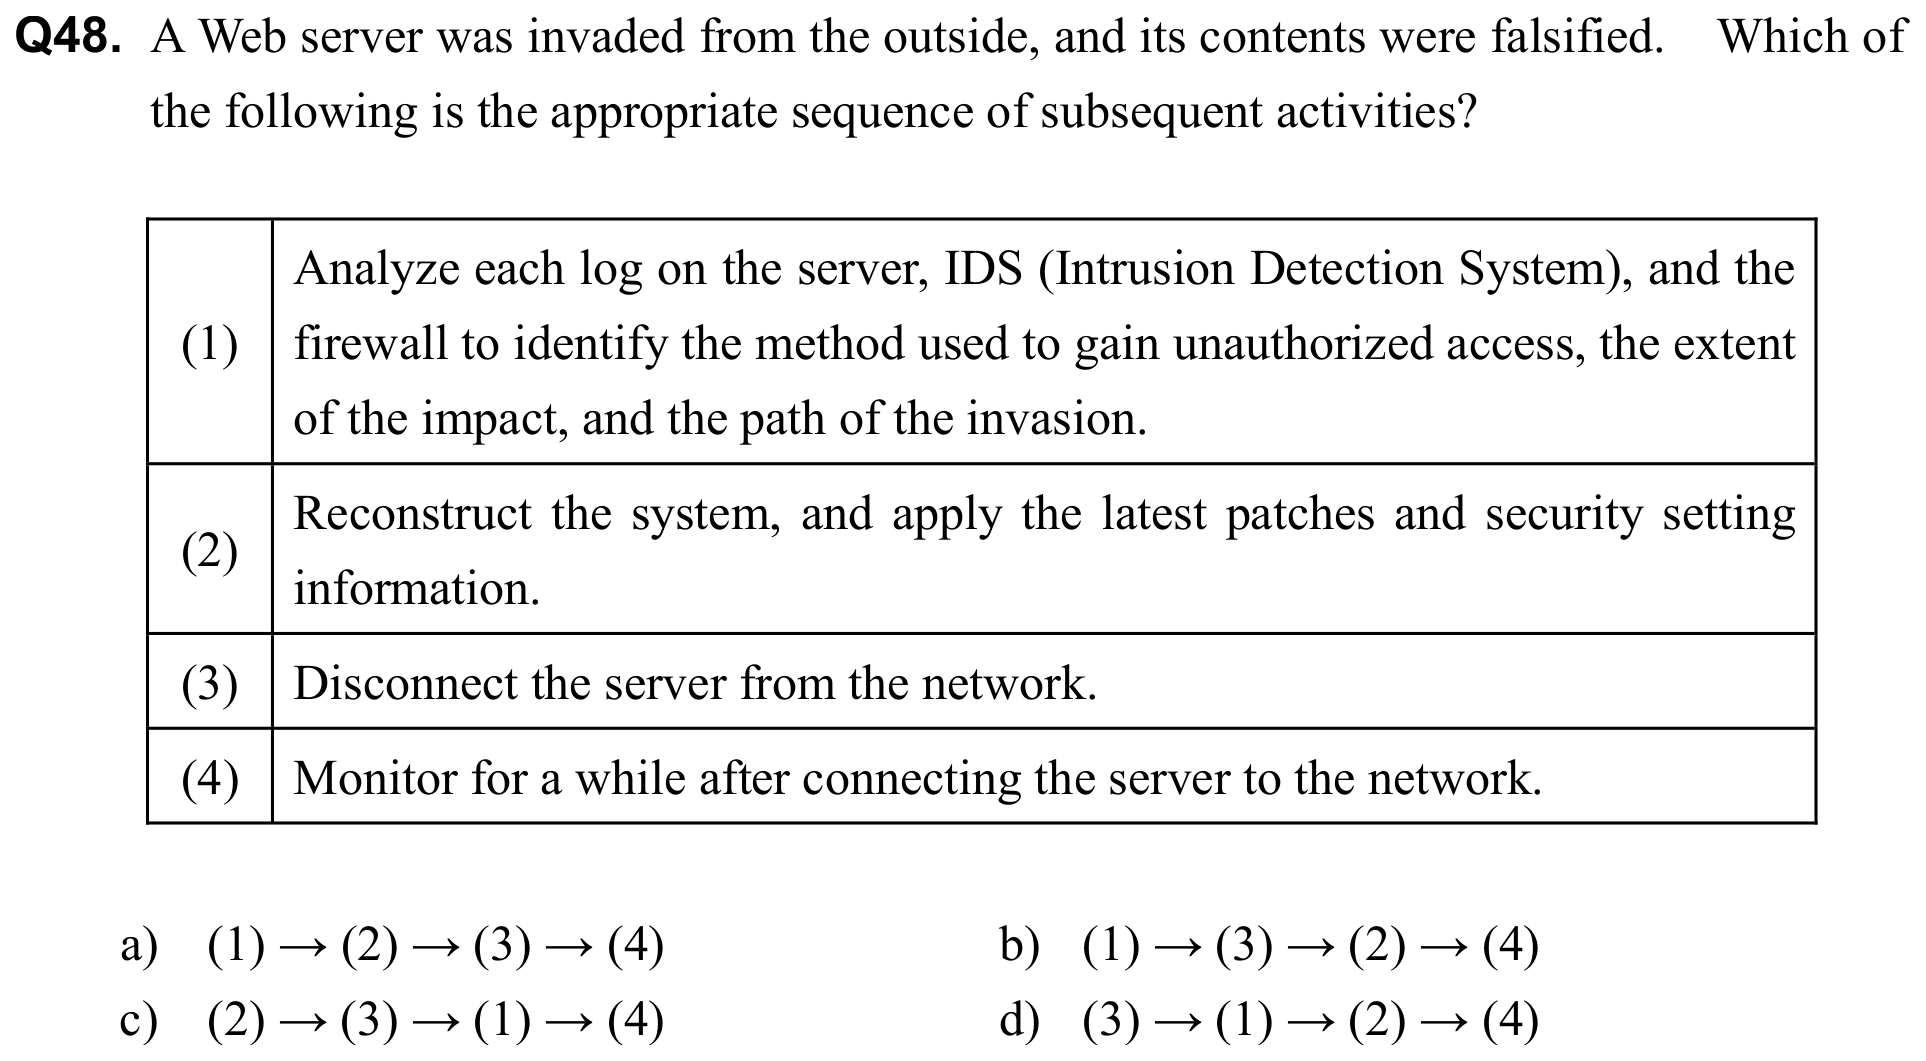 Q48. A Web server was invaded from the outside, and its contents were falsified. Which of
the following is the appropriate sequence of subsequent activities?
(1) Analyze each log on the server, IDS (Intrusion Detection System), and the
firewall to identify the method used to gain unauthorized access, the extent
of the impact, and the path of the invasion.
(2) Reconstruct the system, and apply the latest patches and security setting
information.
(3) Disconnect the server from the network.
(4) Monitor for a while after connecting the server to the network.
a) (1) → (2) → (3) → (4) b) (1) → (3) → (2) → (4)
c) (2) → (3) → (1) → (4) d) (3) → (1) → (2) → (4)